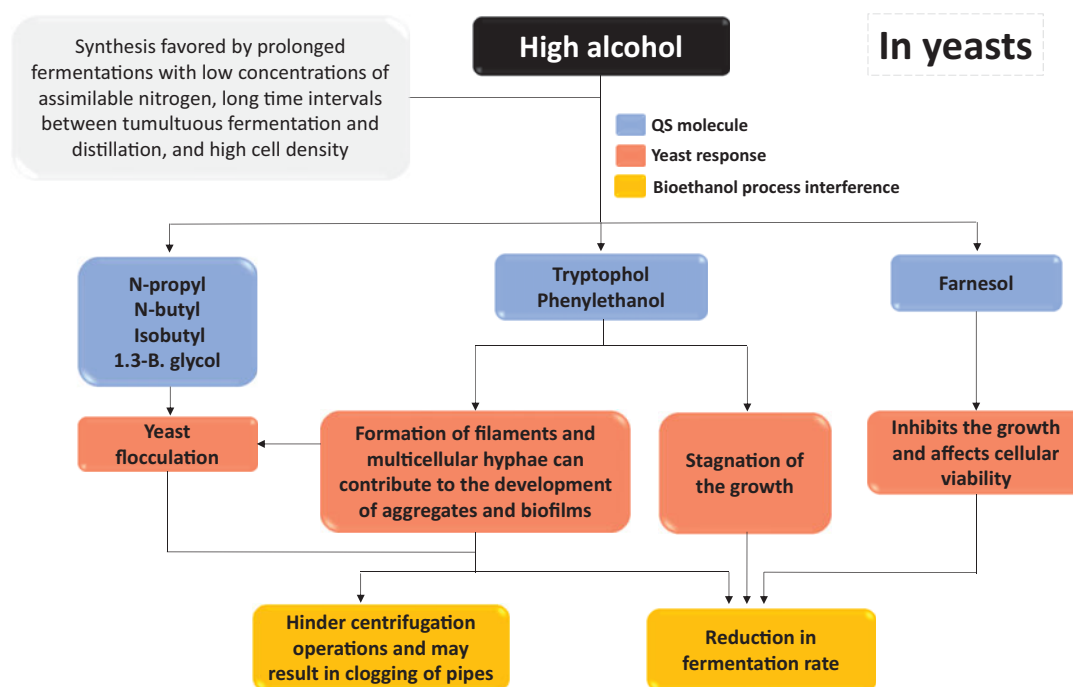 Synthesis favored by prolonged
fermentations with low concentrations of
assimilable nitrogen, long time intervals
between tumultuous fermentation and
distillation, and high cell density
High alcohol
In yeasts
QS molecule
Yeast response
Bioethanol process interference
N-propyl
N-butyl
Isobutyl
1.3-B. glycol
Tryptophol
Phenylethanol
Farnesol
Yeast
flocculation
Formation of filaments and
multicellular hyphae can
contribute to the development
of aggregates and biofilms
Stagnation of
the growth
Inhibits the growth
and affects cellular
viability
Hinder centrifugation
operations and may
result in clogging of pipes
Reduction in
fermentation rate